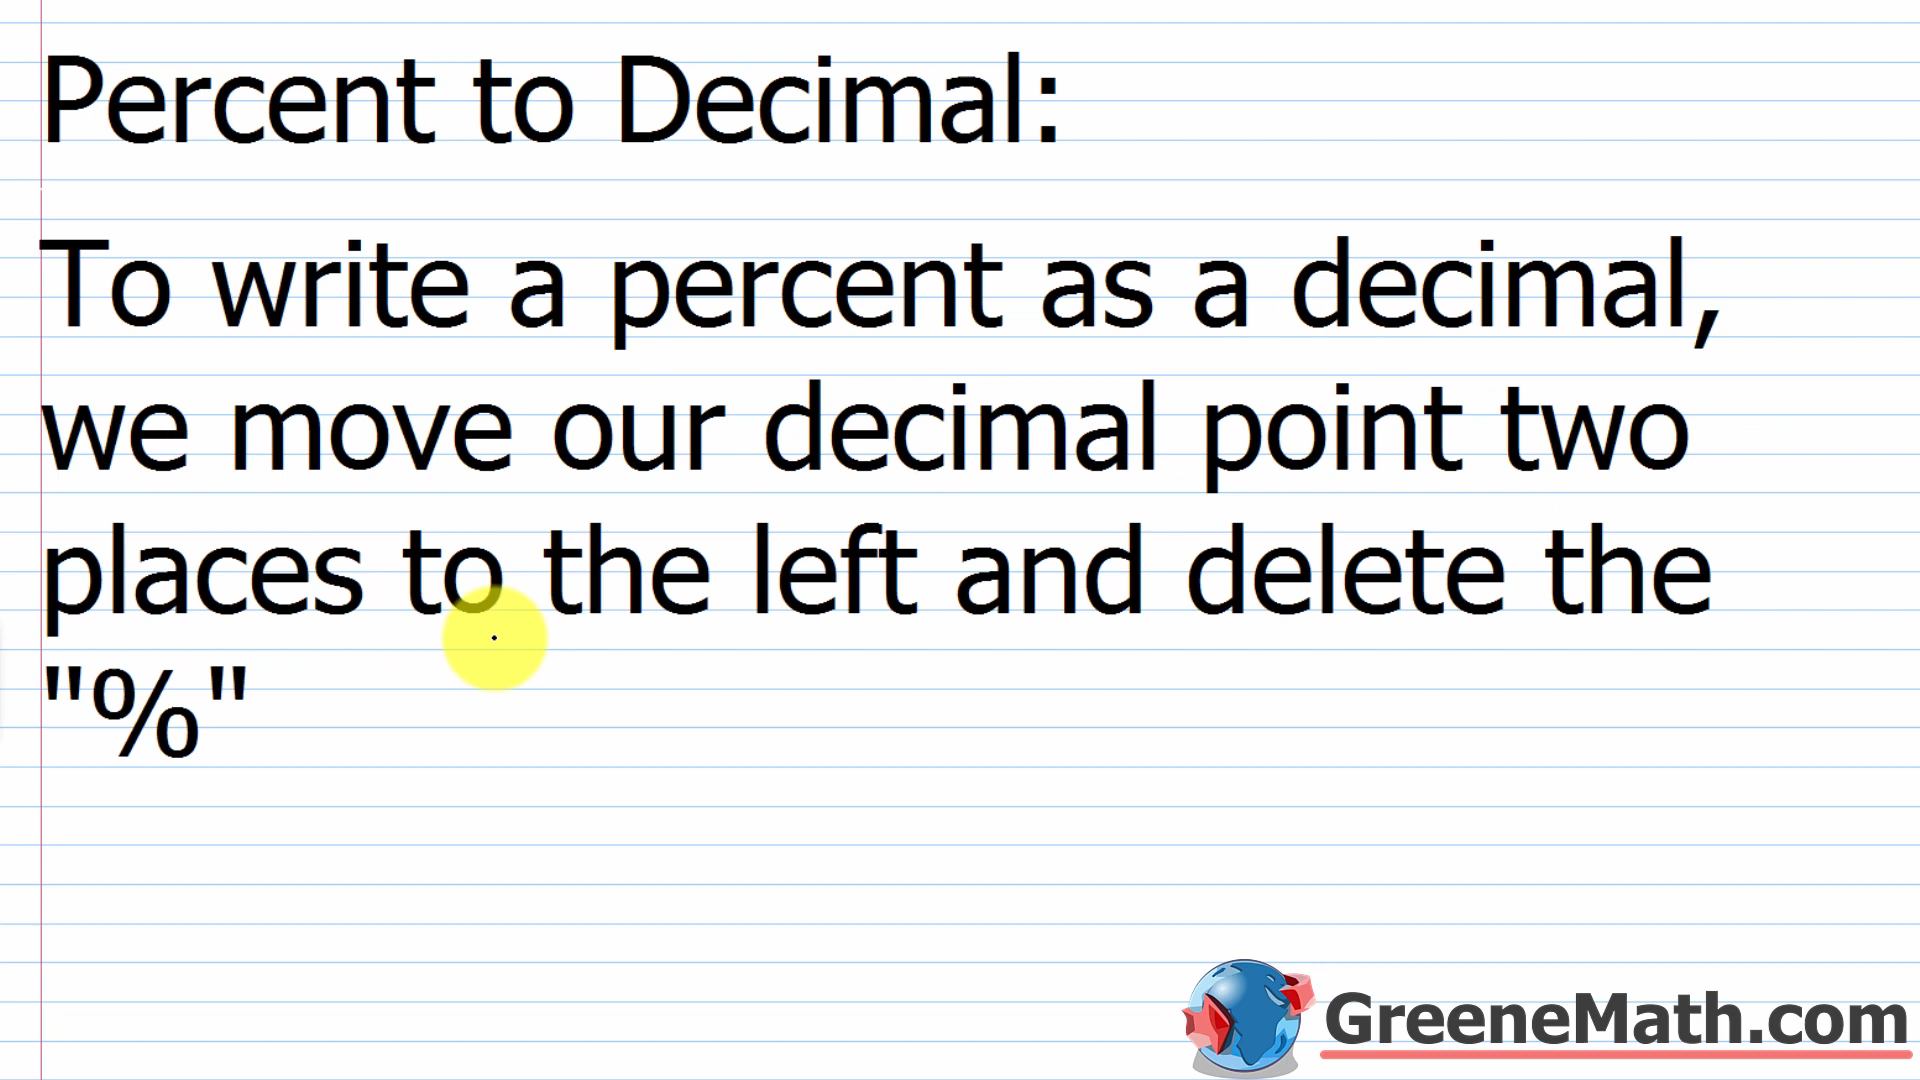 Percent to Decimal:
To write a percent as a decimal,
we move our decimal point two
places to the left and delete the
"%"
GreeneMath.com